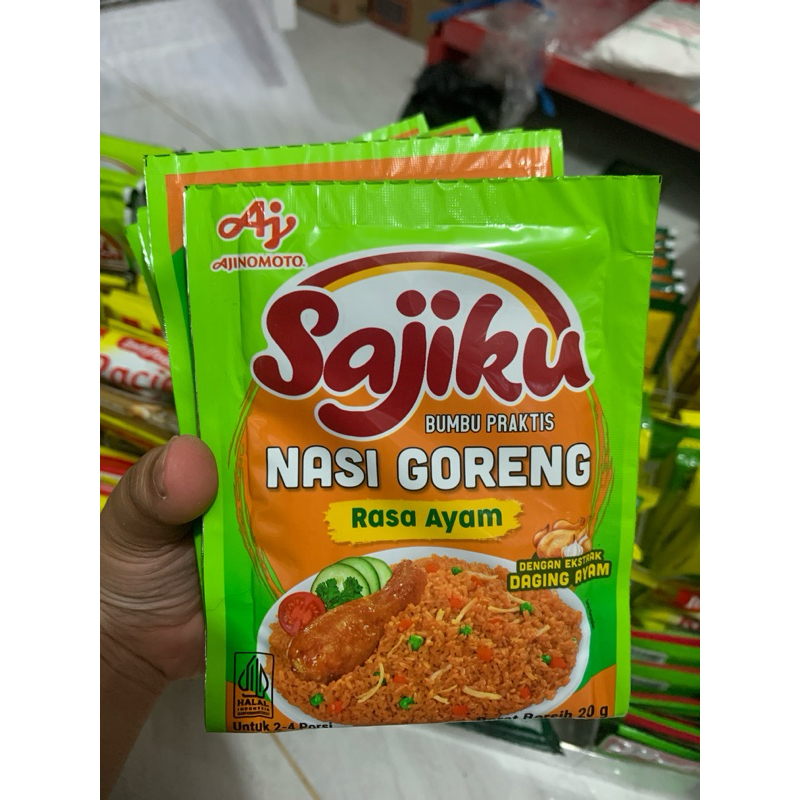 AJINOMOTO
Sajiku
BUMBU PRAKTIS
NASI GORENG
Rasa Ayam
DENGAN EKSTRAK
DAGING AYAM
HALAL
INDONESIA
Untuk 2-4 Porsi
Berat Bersih 20 g